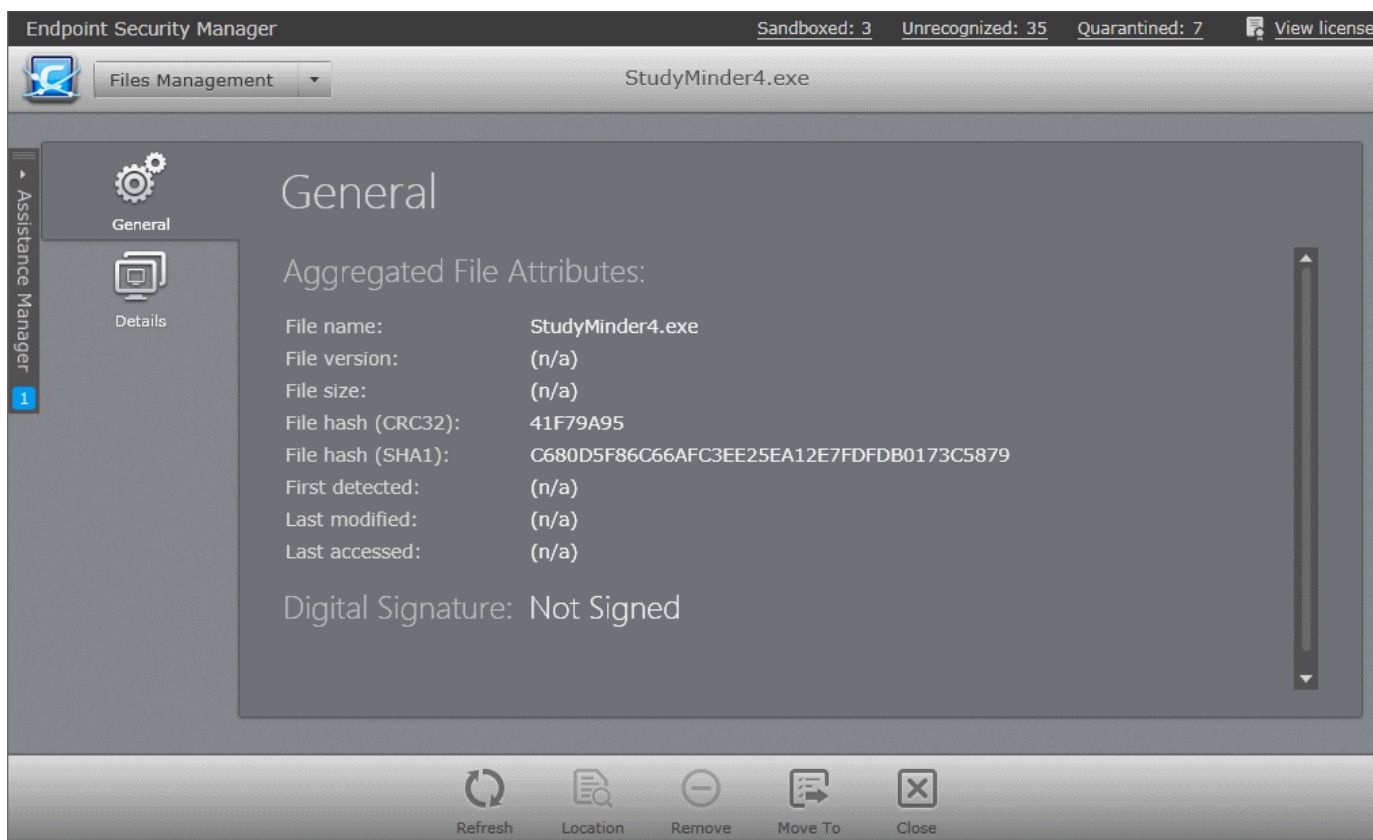 Endpoint Security Manager Sandboxed: 3 Unrecognized: 35 Quarantined: 7 View license
Files Management StudyMinder4.exe
Assistance Manager
1
General
Details
General
Aggregated File Attributes:
File name: StudyMinder4.exe
File version: (n/a)
File size: (n/a)
File hash (CRC32): 41F79A95
File hash (SHA1): C680D5F86C66AFC3EE25EA12E7FDFDB0173C5879
First detected: (n/a)
Last modified: (n/a)
Last accessed: (n/a)
Digital Signature: Not Signed
Refresh Location Remove Move To Close